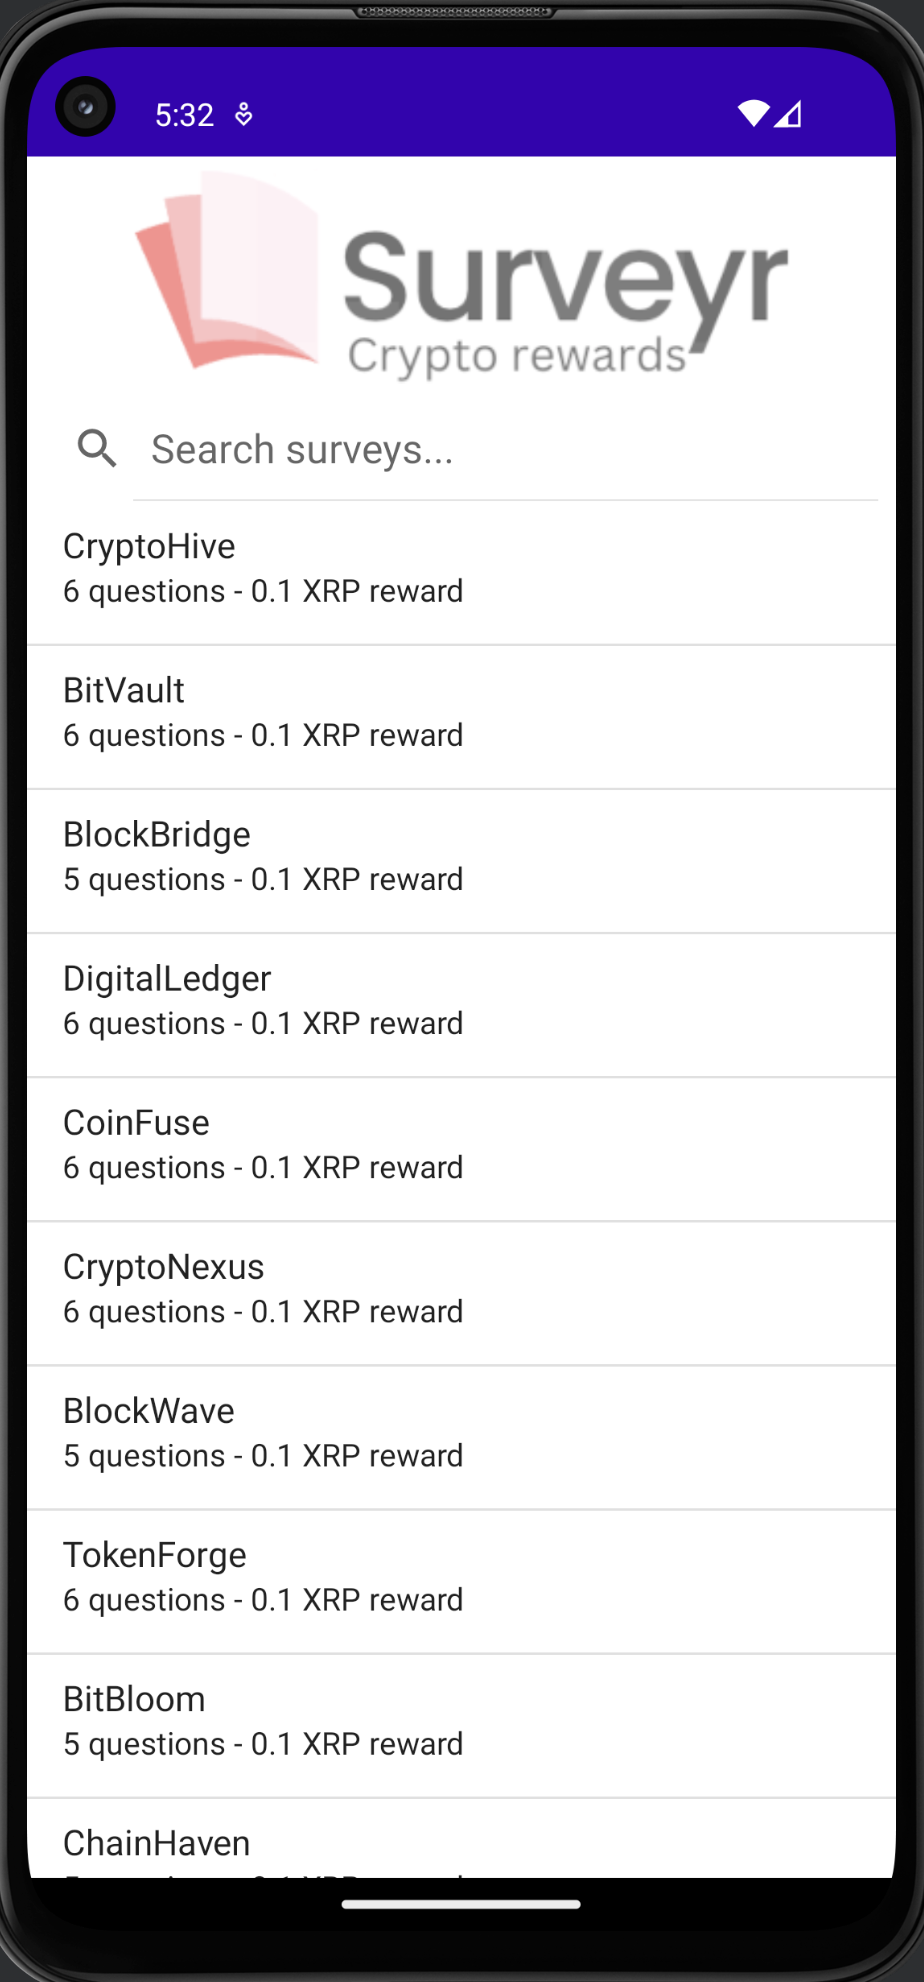 5:32
Surveyr
Crypto rewards
Search surveys...
CryptoHive
6 questions - 0.1 XRP reward
BitVault
6 questions - 0.1 XRP reward
BlockBridge
5 questions - 0.1 XRP reward
DigitalLedger
6 questions - 0.1 XRP reward
CoinFuse
6 questions - 0.1 XRP reward
CryptoNexus
6 questions - 0.1 XRP reward
BlockWave
5 questions - 0.1 XRP reward
TokenForge
6 questions - 0.1 XRP reward
BitBloom
5 questions - 0.1 XRP reward
ChainHaven